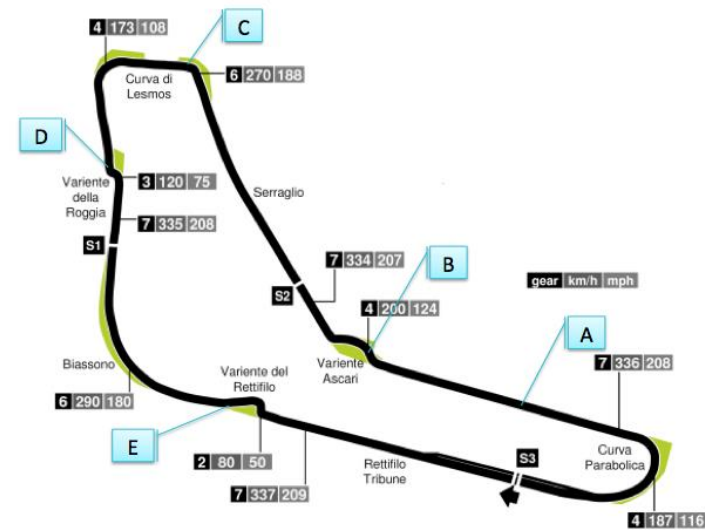 4 173 108
C
Curva di
Lesmos
6 270 188
D
Variente
della
Roggia
3 120 75
7 335 208
S1
Serraglio
7 334 207
S2
B
4 200 124
gear km/h mph
A
7 336 208
Variente
Ascari
Biassono
Variente del
Rettifilo
6 290 180
E
2 80 50
7 337 209
Rettifilo
Tribune
S3
Curva
Parabolica
4 187 116